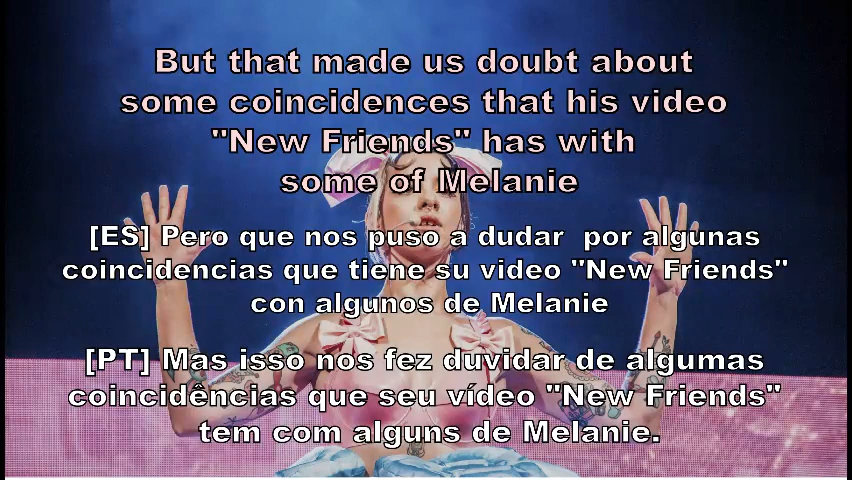 But that made us doubt about
some coincidences that his video
"New Friends" has with
some of Melanie
[ES] Pero que nos puso a dudar por algunas
coincidencias que tiene su video "New Friends"
con algunos de Melanie
[PT] Mas isso nos fez duvidar de algumas
coincidências que seu vídeo "New Friends"
tem com alguns de Melanie.